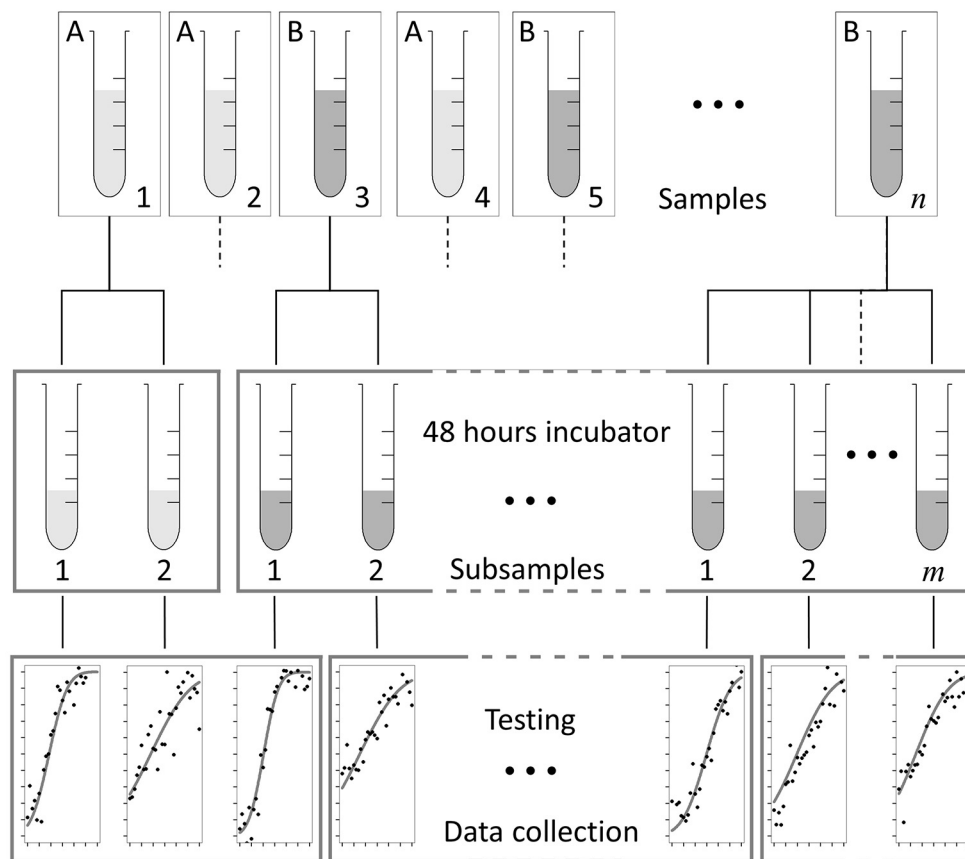 A A B A B B
1 2 3 4 5 Samples n
48 hours incubator
1 2 1 2 Subsamples 1 2 m
Testing
Data collection